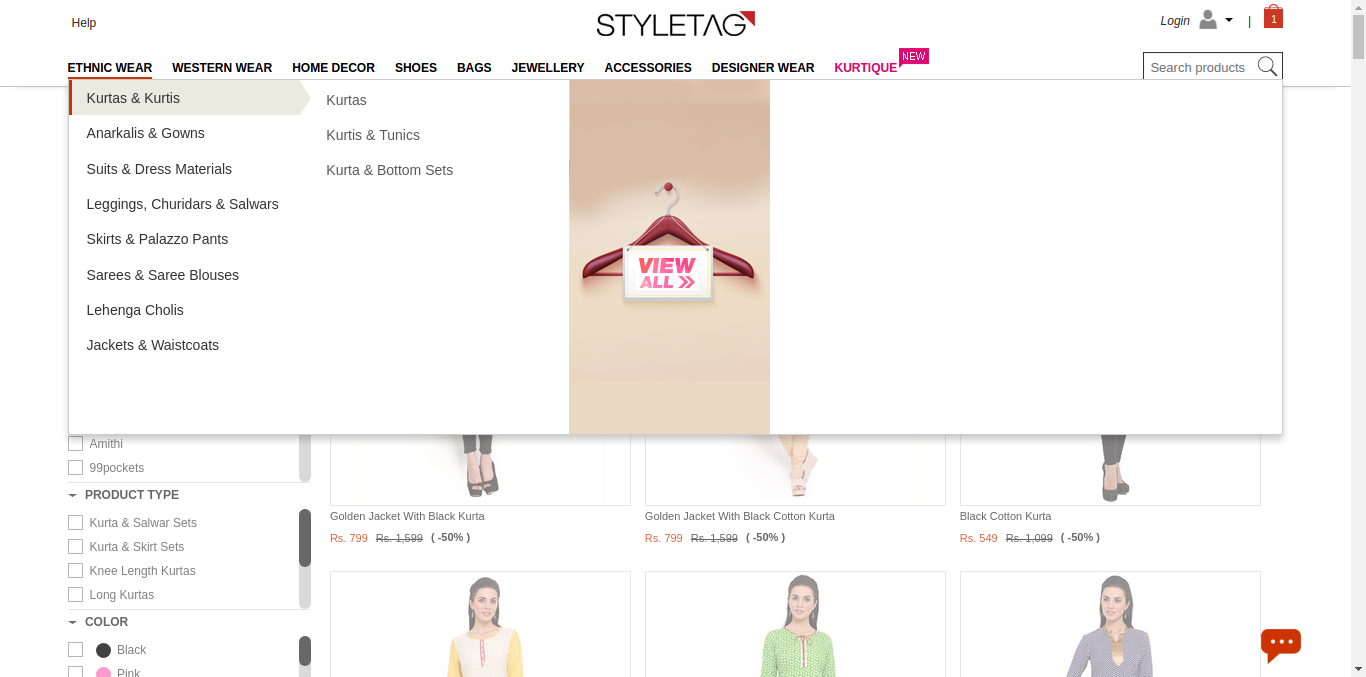 Help
STYLETAG
Login | 1
ETHNIC WEAR WESTERN WEAR HOME DECOR SHOES BAGS JEWELLERY ACCESSORIES DESIGNER WEAR KURTIQUE NEW
Search products
Kurtas & Kurtis
Anarkalis & Gowns
Suits & Dress Materials
Leggings, Churidars & Salwars
Skirts & Palazzo Pants
Sarees & Saree Blouses
Lehenga Cholis
Jackets & Waistcoats
Kurtas
Kurtis & Tunics
Kurta & Bottom Sets
VIEW
ALL
Amithi
99pockets
PRODUCT TYPE
Kurta & Salwar Sets
Kurta & Skirt Sets
Knee Length Kurtas
Long Kurtas
COLOR
Black
Pink
Golden Jacket With Black Kurta
Rs. 799 Rs. 1,599 ( -50% )
Golden Jacket With Black Cotton Kurta
Rs. 799 Rs. 1,599 ( -50% )
Black Cotton Kurta
Rs. 549 Rs. 1,099 ( -50% )